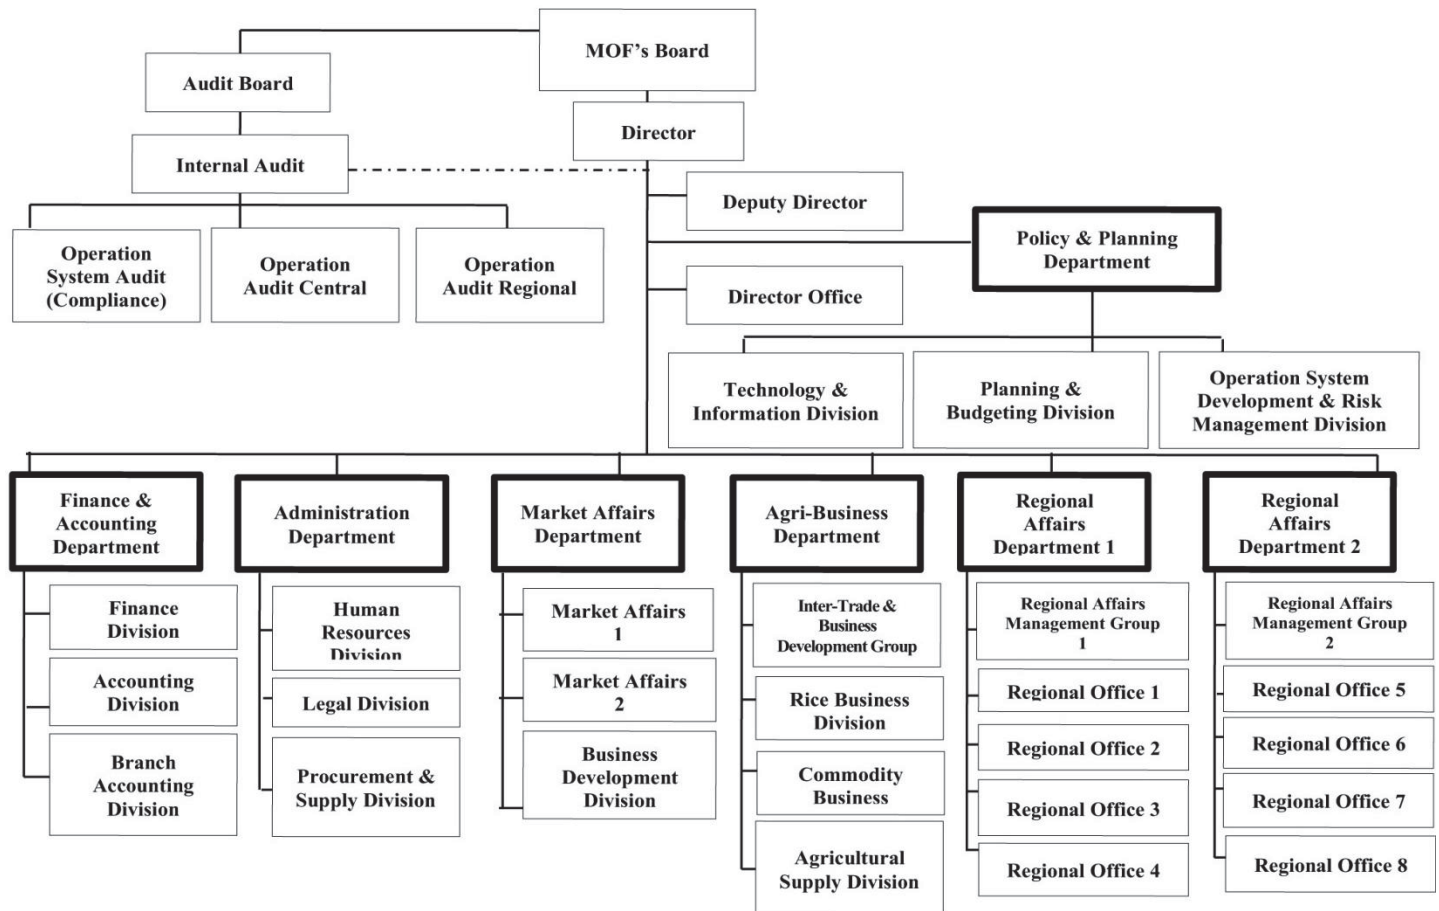 MOF's Board
Audit Board
Director
Internal Audit
Deputy Director
Policy & Planning
Department
Operation
System Audit
(Compliance)
Operation
Audit Central
Operation
Audit Regional
Director Office
Technology &
Information Division
Planning &
Budgeting Division
Operation System
Development & Risk
Management Division
Finance &
Accounting
Department
Administration
Department
Market Affairs
Department
Agri-Business
Department
Regional
Affairs
Department 1
Regional
Affairs
Department 2
Finance
Division
Accounting
Division
Branch
Accounting
Division
Human
Resources
Division
Legal Division
Procurement &
Supply Division
Market Affairs
1
Market Affairs
2
Business
Development
Division
Inter-Trade &
Business
Development Group
Rice Business
Division
Commodity
Business
Agricultural
Supply Division
Regional Affairs
Management Group
1
Regional Office 1
Regional Office 2
Regional Office 3
Regional Office 4
Regional Affairs
Management Group
2
Regional Office 5
Regional Office 6
Regional Office 7
Regional Office 8